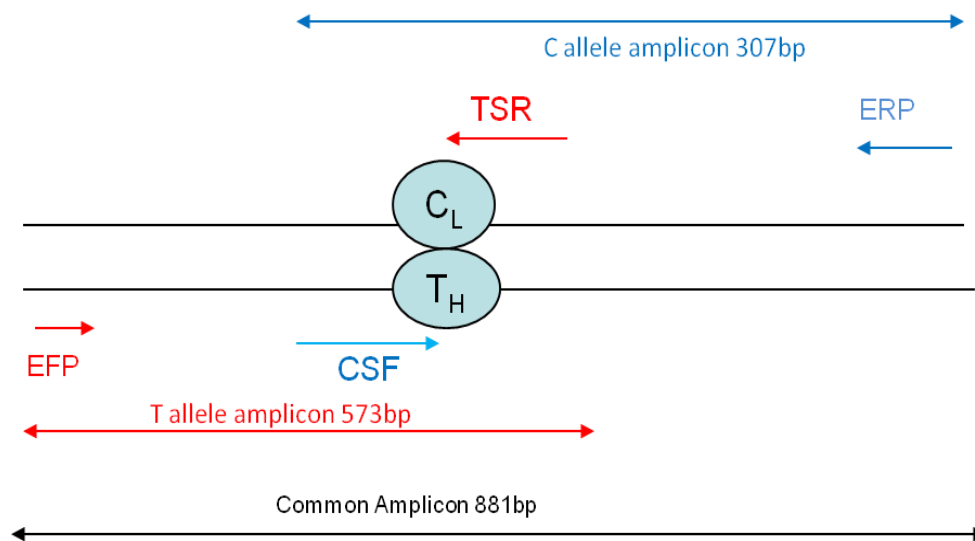 C allele amplicon 307bp
TSR
ERP
CL
TH
EFP
CSF
T allele amplicon 573bp
Common Amplicon 881bp